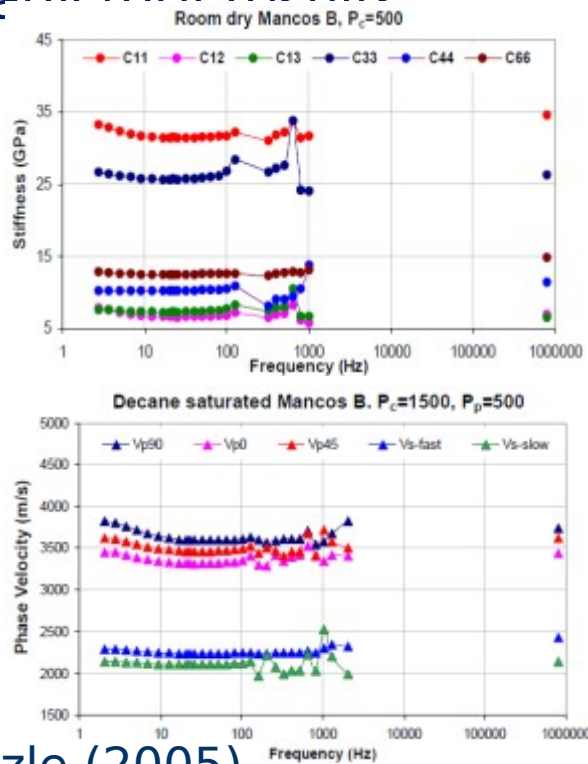 Room dry Mancos B, Pc=500
C11 C12 C13 C33 C44 C66
Stiffness (GPa)
45
35
25
15
5
1 10 100 1000 10000 100000 1000000
Frequency (Hz)
Decane saturated Mancos B. Pc=1500, Pp=500
Vp90 Vp0 Vp45 Vs-fast Vs-slow
Phase Velocity (m/s)
5000
4500
4000
3500
3000
2500
2000
1500
1 10 100 1000 10000 100000 1000000
Frequency (Hz)
zle (2005)